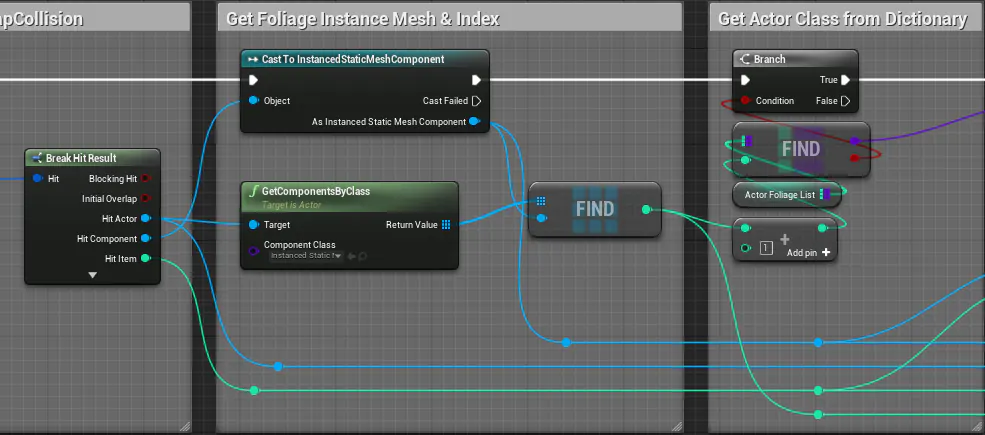 apCollision
Get Foliage Instance Mesh & Index
Get Actor Class from Dictionary
Cast To InstancedStaticMeshComponent
Object
Cast Failed
As Instanced Static Mesh Component
Branch
True
Condition
False
FIND
Actor Foliage List
1
Add pin
Break Hit Result
Hit
Blocking Hit
Initial Overlap
Hit Actor
Hit Component
Hit Item
GetComponentsByClass
Target is Actor
Target
Return Value
Component Class
Instanced Static M
FIND